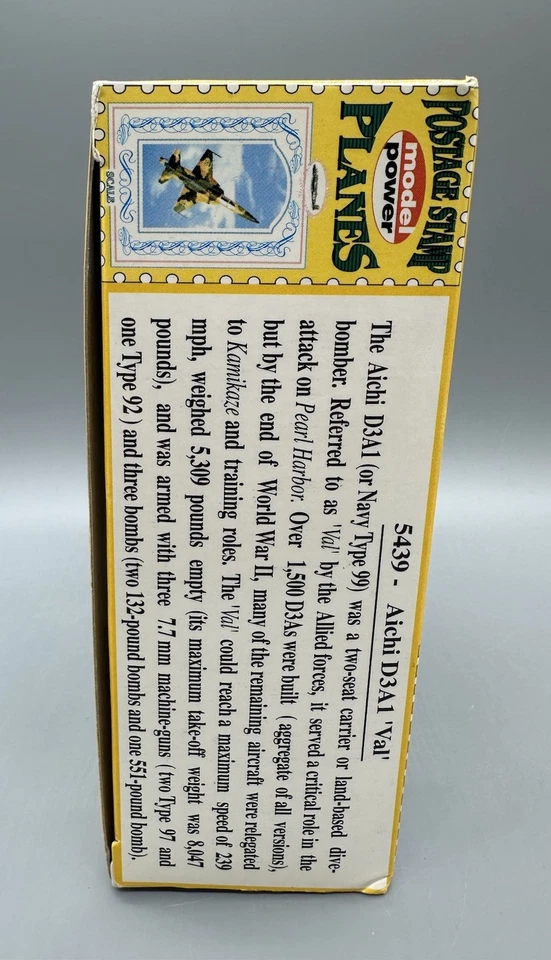 POSTAGE STAMP
model
power
PLANES
SCALE
5439 - Aichi D3A1 'Val'
The Aichi D3A1 (or Navy Type 99) was a two-seat carrier or land-based dive-
bomber. Referred to as 'Val' by the Allied forces, it served a critical role in the
attack on Pearl Harbor. Over 1,500 D3As were built ( aggregate of all versions),
but by the end of World War II, many of the remaining aircraft were relegated
to Kamikaze and training roles. The 'Val' could reach a maximum speed of 239
mph, weighed 5,309 pounds empty (its maximum take-off weight was 8,047
pounds), and was armed with three 7.7 mm machine-guns ( two Type 97 and
one Type 92 ) and three bombs (two 132-pound bombs and one 551-pound bomb).